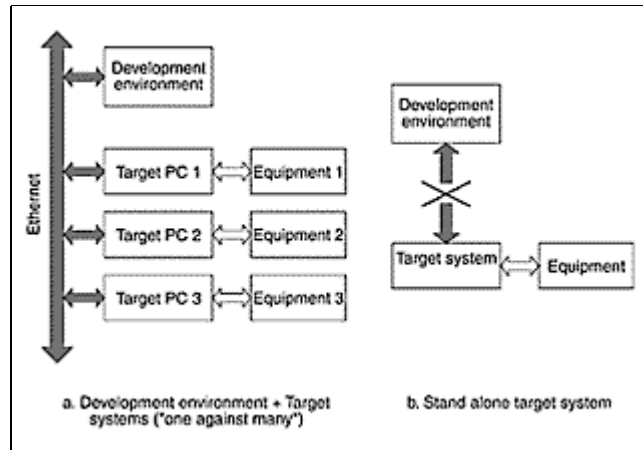 Ethernet
Development
environment
Target PC 1
Equipment 1
Target PC 2
Equipment 2
Target PC 3
Equipment 3
a. Development environment + Target
systems ("one against many")
Development
environment
Target system
Equipment
b. Stand alone target system